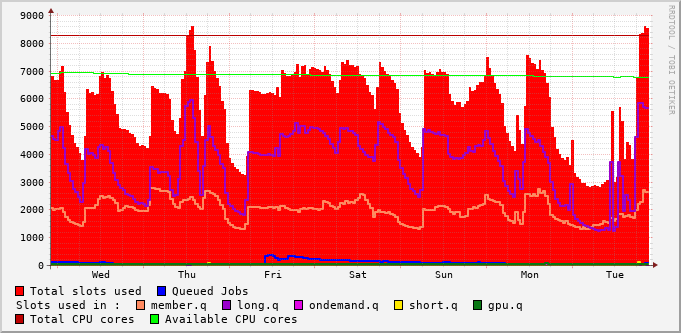 9000
8000
7000
6000
5000
4000
3000
2000
1000
0
Wed Thu Fri Sat Sun Mon Tue
RRDTOOL / TOBI OETIKER
Total slots used Queued Jobs
Slots used in : member.q long.q ondemand.q short.q gpu.q
Total CPU cores Available CPU cores